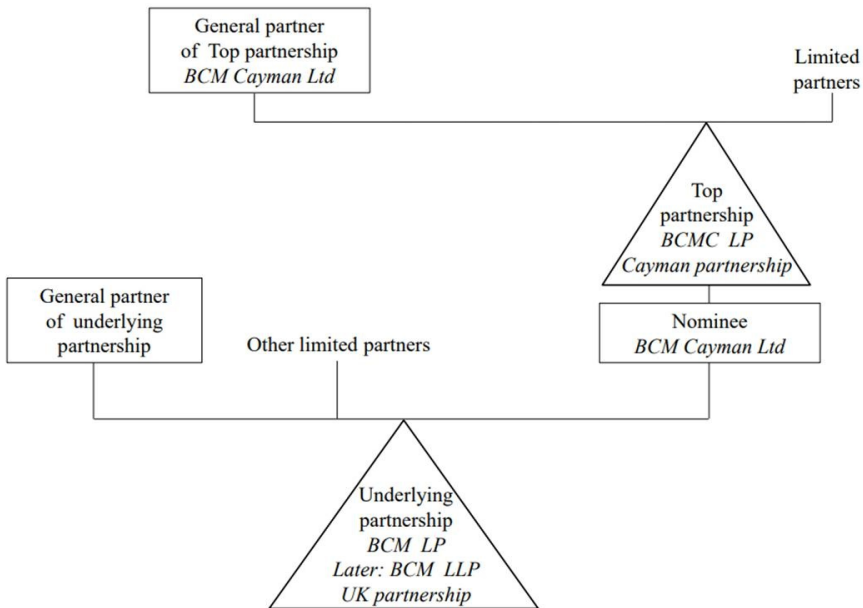 General partner
of Top partnership
BCM Cayman Ltd
Limited
partners
Top
partnership
BCMC LP
Cayman partnership
General partner
of underlying
partnership
Other limited partners
Nominee
BCM Cayman Ltd
Underlying
partnership
BCM LP
Later: BCM LLP
UK partnership